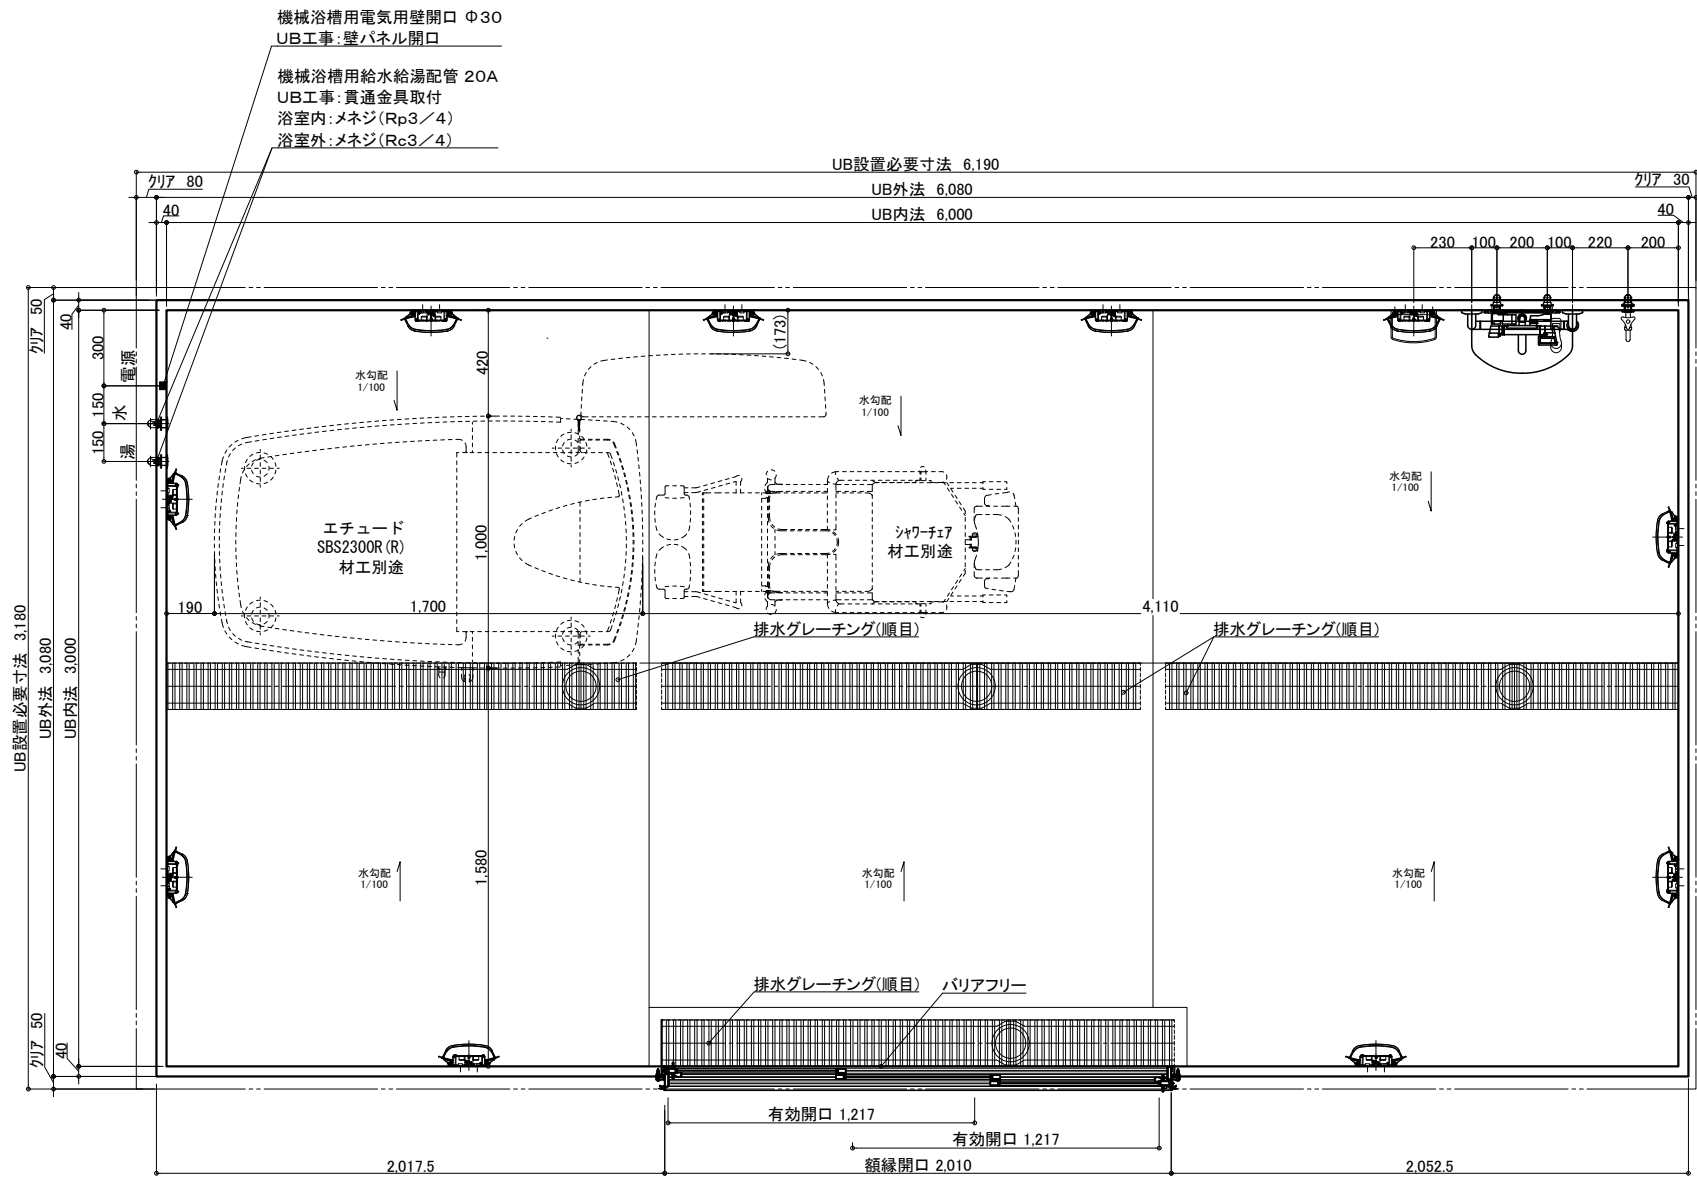 機械浴槽用電気用壁開口 Φ30
UB工事:壁パネル開口
機械浴槽用給水給湯配管 20A
UB工事:貫通金具取付
浴室内:メネジ(Rp3／4)
浴室外:メネジ(Rc3／4)
UB設置必要寸法 6,190
クリア 80
UB外法 6,080
クリア 30
40
UB内法 6,000
40
230
100
200
100
220
200
クリア 50
40
300
電源
150
水
150
湯
420
(173)
水勾配
1/100
水勾配
1/100
水勾配
1/100
エチュード
SBS2300R(R)
材工別途
1,000
シャワーチェア
材工別途
190
1,700
4,110
排水グレーチング(順目)
排水グレーチング(順目)
UB設置必要寸法 3,180
UB外法 3,080
UB内法 3,000
1,580
水勾配
1/100
水勾配
1/100
水勾配
1/100
排水グレーチング(順目)
バリアフリー
クリア 50
40
有効開口 1,217
有効開口 1,217
2,017.5
額縁開口 2,010
2,052.5